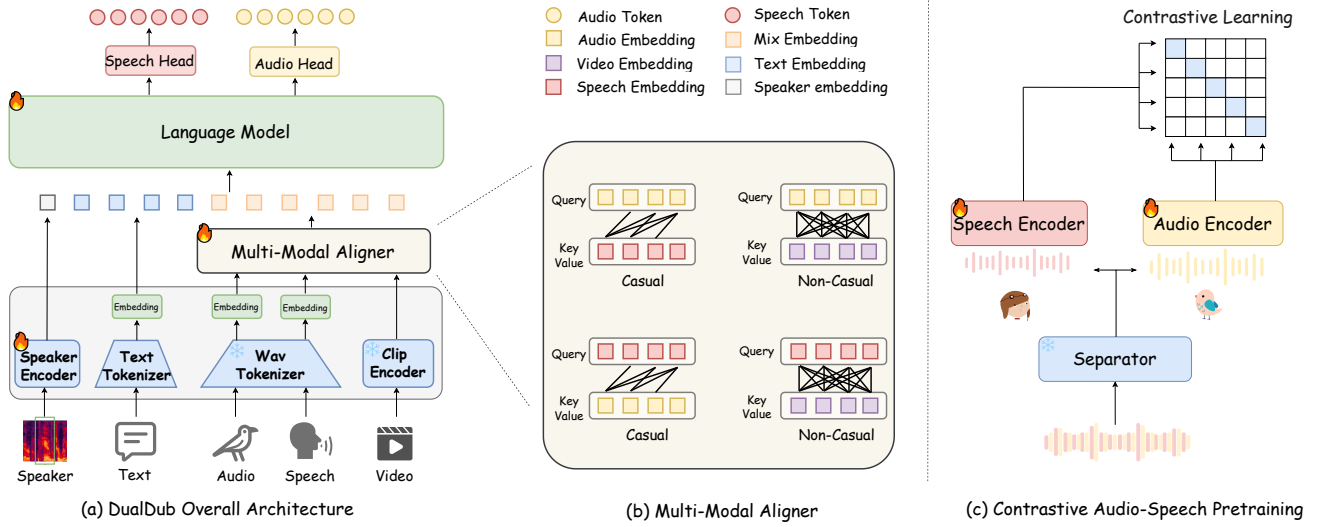 Speech Head
Audio Head
Language Model
Multi-Modal Aligner
Embedding
Embedding
Embedding
Speaker
Encoder
Text
Tokenizer
Wav
Tokenizer
Clip
Encoder
Speaker
Text
Audio
Speech
Video
(a) DualDub Overall Architecture
Audio Token
Speech Token
Audio Embedding
Mix Embedding
Video Embedding
Text Embedding
Speech Embedding
Speaker embedding
Query
Key
Value
Casual
Query
Key
Value
Non-Casual
Query
Key
Value
Casual
Query
Key
Value
Non-Casual
(b) Multi-Modal Aligner
Contrastive Learning
Speech Encoder
Audio Encoder
Separator
(c) Contrastive Audio-Speech Pretraining